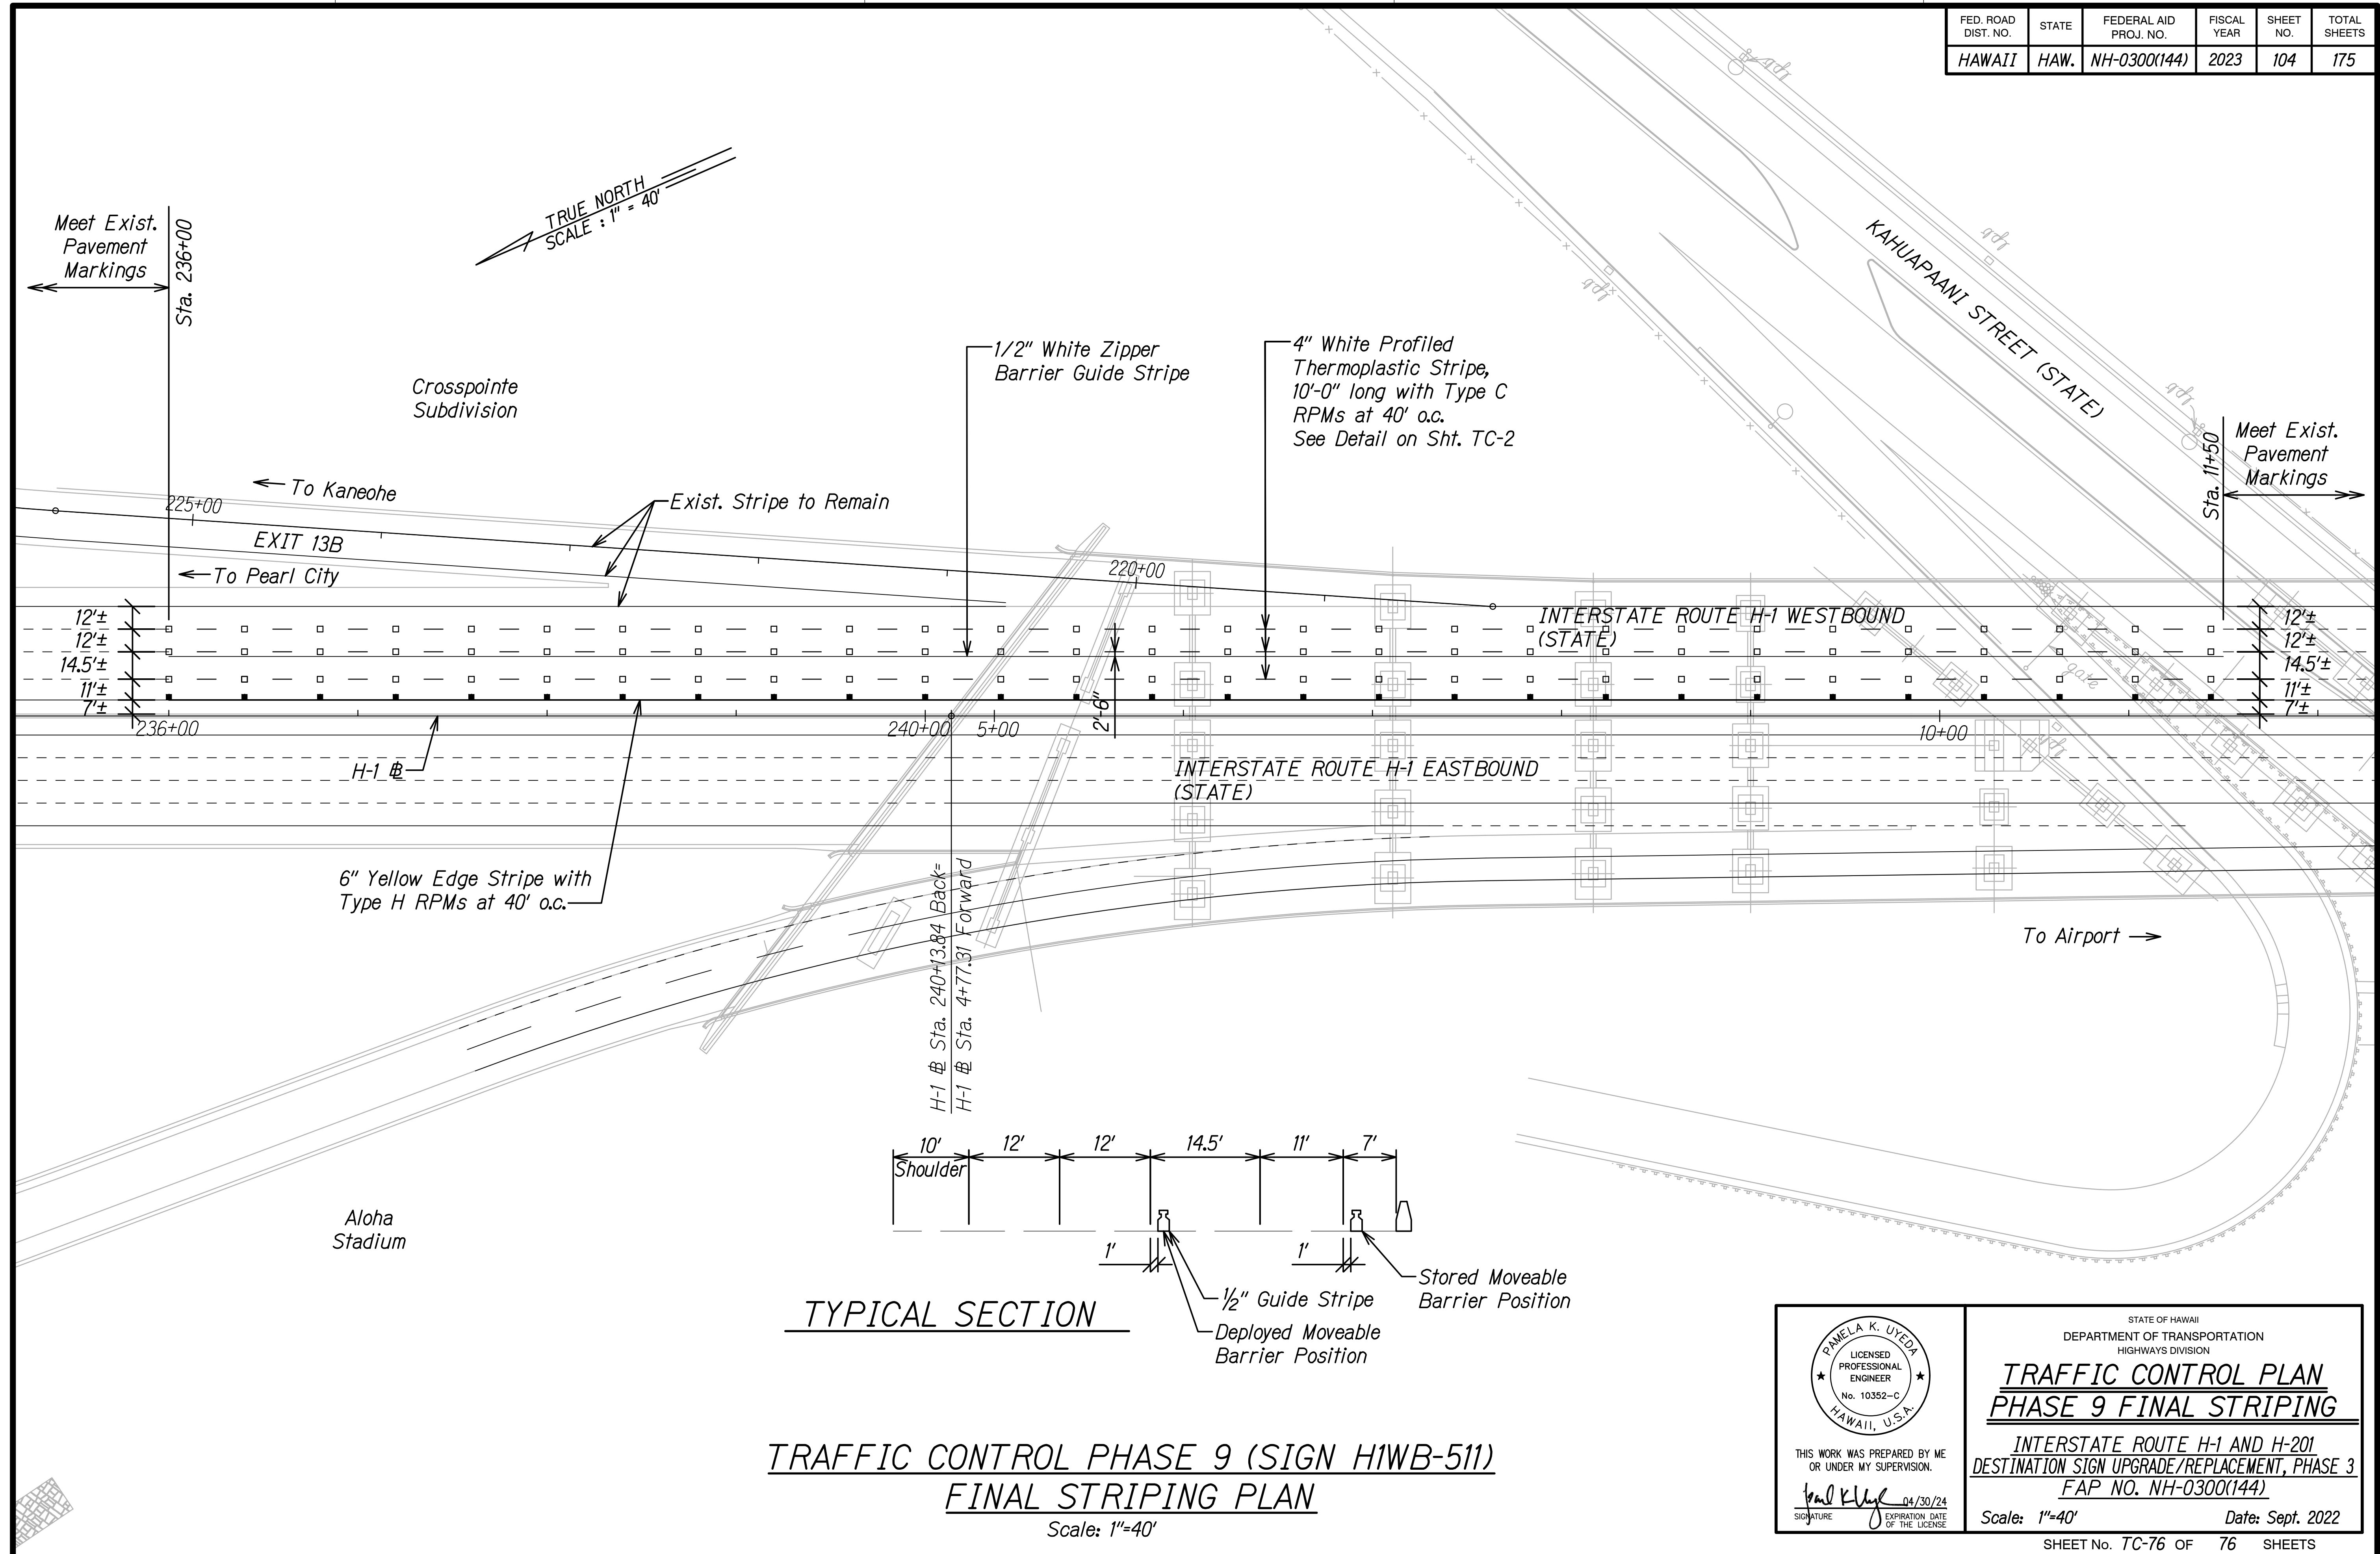 FED. ROAD
DIST. NO.
STATE
FEDERAL AID
PROJ. NO.
FISCAL
YEAR
SHEET
NO.
TOTAL
SHEETS
HAWAII
HAW.
NH-0300(144)
2023
104
175
TRUE NORTH
SCALE : 1" = 40'
Meet Exist.
Pavement
Markings
Sta. 236+00
Crosspointe
Subdivision
1/2" White Zipper
Barrier Guide Stripe
4" White Profiled
Thermoplastic Stripe,
10'-0" long with Type C
RPMs at 40' o.c.
See Detail on Sht. TC-2
KAHUAPAANI STREET (STATE)
Sta. 11+50
Meet Exist.
Pavement
Markings
To Kaneohe
225+00
Exist. Stripe to Remain
EXIT 13B
To Pearl City
220+00
INTERSTATE ROUTE H-1 WESTBOUND
(STATE)
12'±
12'±
14.5'±
11'±
7'±
12'±
12'±
14.5'±
11'±
7'±
gate
236+00
240+00
5+00
2'-6"
10+00
H-1 B
INTERSTATE ROUTE H-1 EASTBOUND
(STATE)
6" Yellow Edge Stripe with
Type H RPMs at 40' o.c.
H-1 B Sta. 240+13.84 Back=
H-1 B Sta. 4+77.31 Forward
To Airport
10'
12'
12'
14.5'
11'
7'
Shoulder
1'
1'
Aloha
Stadium
Stored Moveable
Barrier Position
½" Guide Stripe
Deployed Moveable
Barrier Position
TYPICAL SECTION
TRAFFIC CONTROL PHASE 9 (SIGN H1WB-511)
FINAL STRIPING PLAN
Scale: 1"=40'
PAMELA K. UYEDA
LICENSED
PROFESSIONAL
ENGINEER
No. 10352-C
HAWAII, U.S.A.
THIS WORK WAS PREPARED BY ME
OR UNDER MY SUPERVISION.
04/30/24
SIGNATURE
EXPIRATION DATE
OF THE LICENSE
STATE OF HAWAII
DEPARTMENT OF TRANSPORTATION
HIGHWAYS DIVISION
TRAFFIC CONTROL PLAN
PHASE 9 FINAL STRIPING
INTERSTATE ROUTE H-1 AND H-201
DESTINATION SIGN UPGRADE/REPLACEMENT, PHASE 3
FAP NO. NH-0300(144)
Scale: 1"=40'
Date: Sept. 2022
SHEET No. TC-76 OF 76 SHEETS